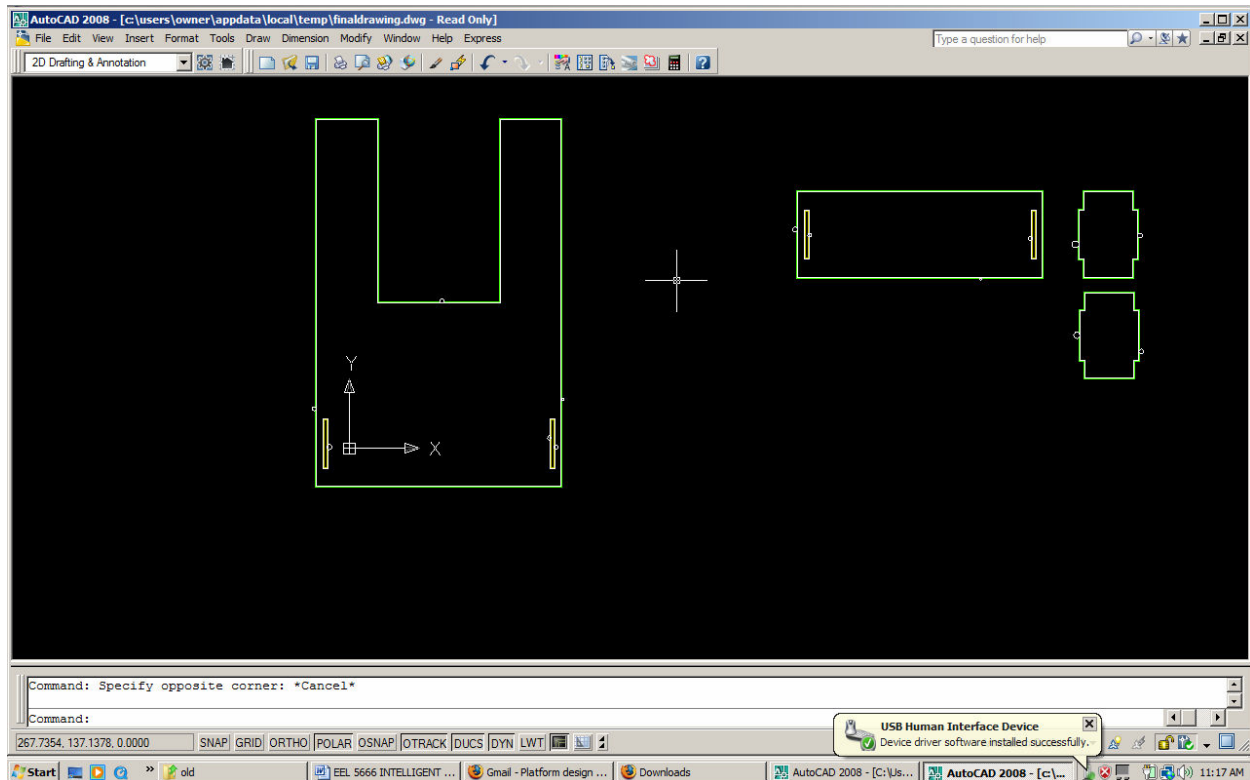 AutoCAD 2008 - [c:\users\owner\appdata\local\temp\finaldrawing.dwg - Read Only]
File Edit View Insert Format Tools Draw Dimension Modify Window Help Express
Type a question for help
2D Drafting & Annotation
Y
X
Command: Specify opposite corner: *Cancel*
Command:
USB Human Interface Device
Device driver software installed successfully.
267.7354, 137.1378, 0.0000 SNAP GRID ORTHO POLAR OSNAP OTRACK DUCS DYN LWT
Start » old EEL 5666 INTELLIGENT ... Gmail - Platform design ... Downloads AutoCAD 2008 - [C:\Us... AutoCAD 2008 - [c:\... 11:17 AM